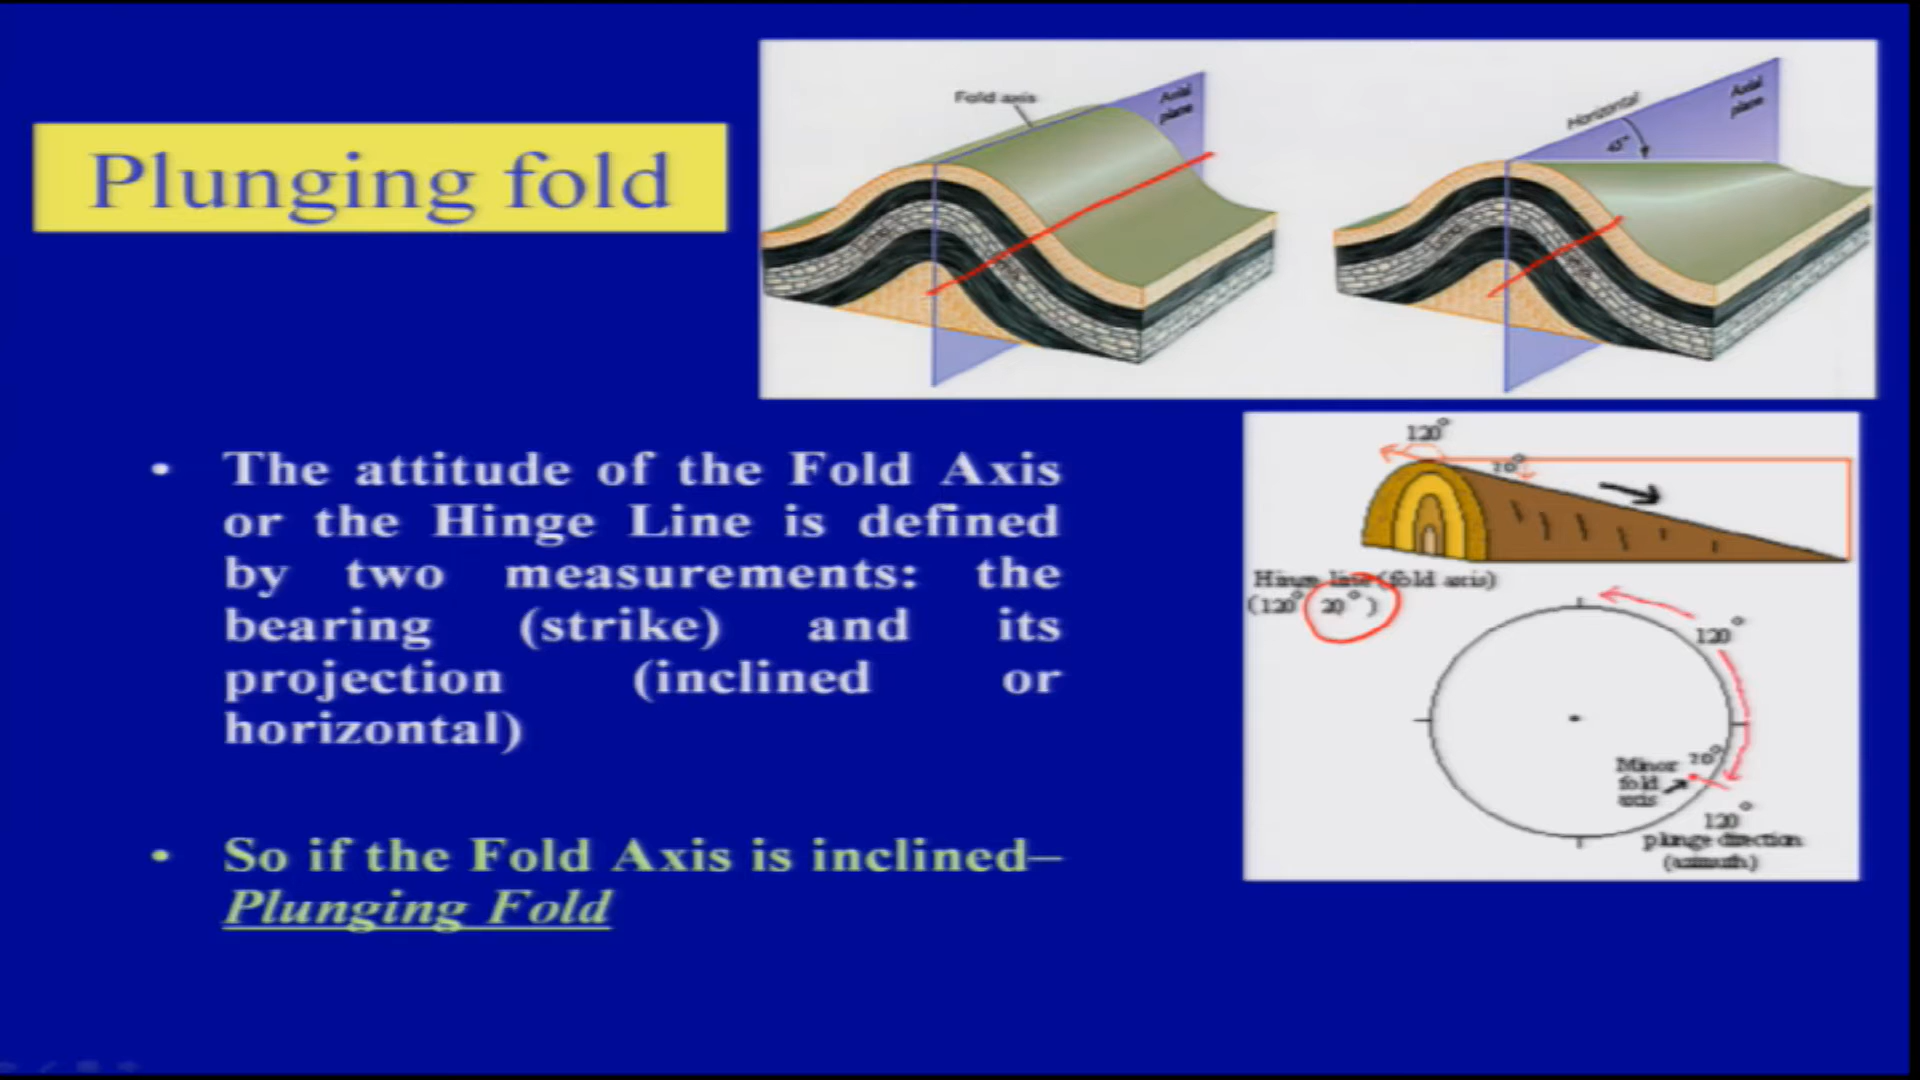 Plunging fold
Fold axis
Axial
plane
Horizontal
45°
Axial
plane
• The attitude of the Fold Axis
or the Hinge Line is defined
by two measurements: the
bearing (strike) and its
projection (inclined or
horizontal)
• So if the Fold Axis is inclined–
Plunging Fold
120°
20°
Hinge line (fold axis)
(120° 20°)
120°
20°
Minor
fold
axis
120°
plunge direction
(azimuth)